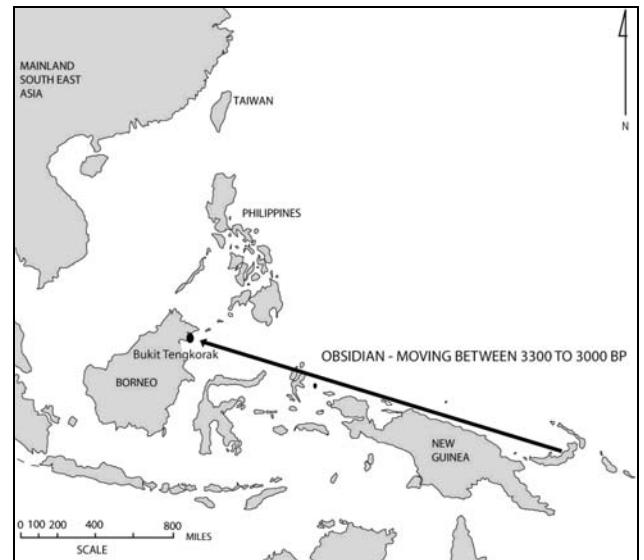 MAINLAND
SOUTH EAST
ASIA
TAIWAN
N
PHILIPPINES
Bukit Tengkorak
OBSIDIAN - MOVING BETWEEN 3300 TO 3000 BP
BORNEO
NEW
GUINEA
0 100 200 400 800
MILES
SCALE